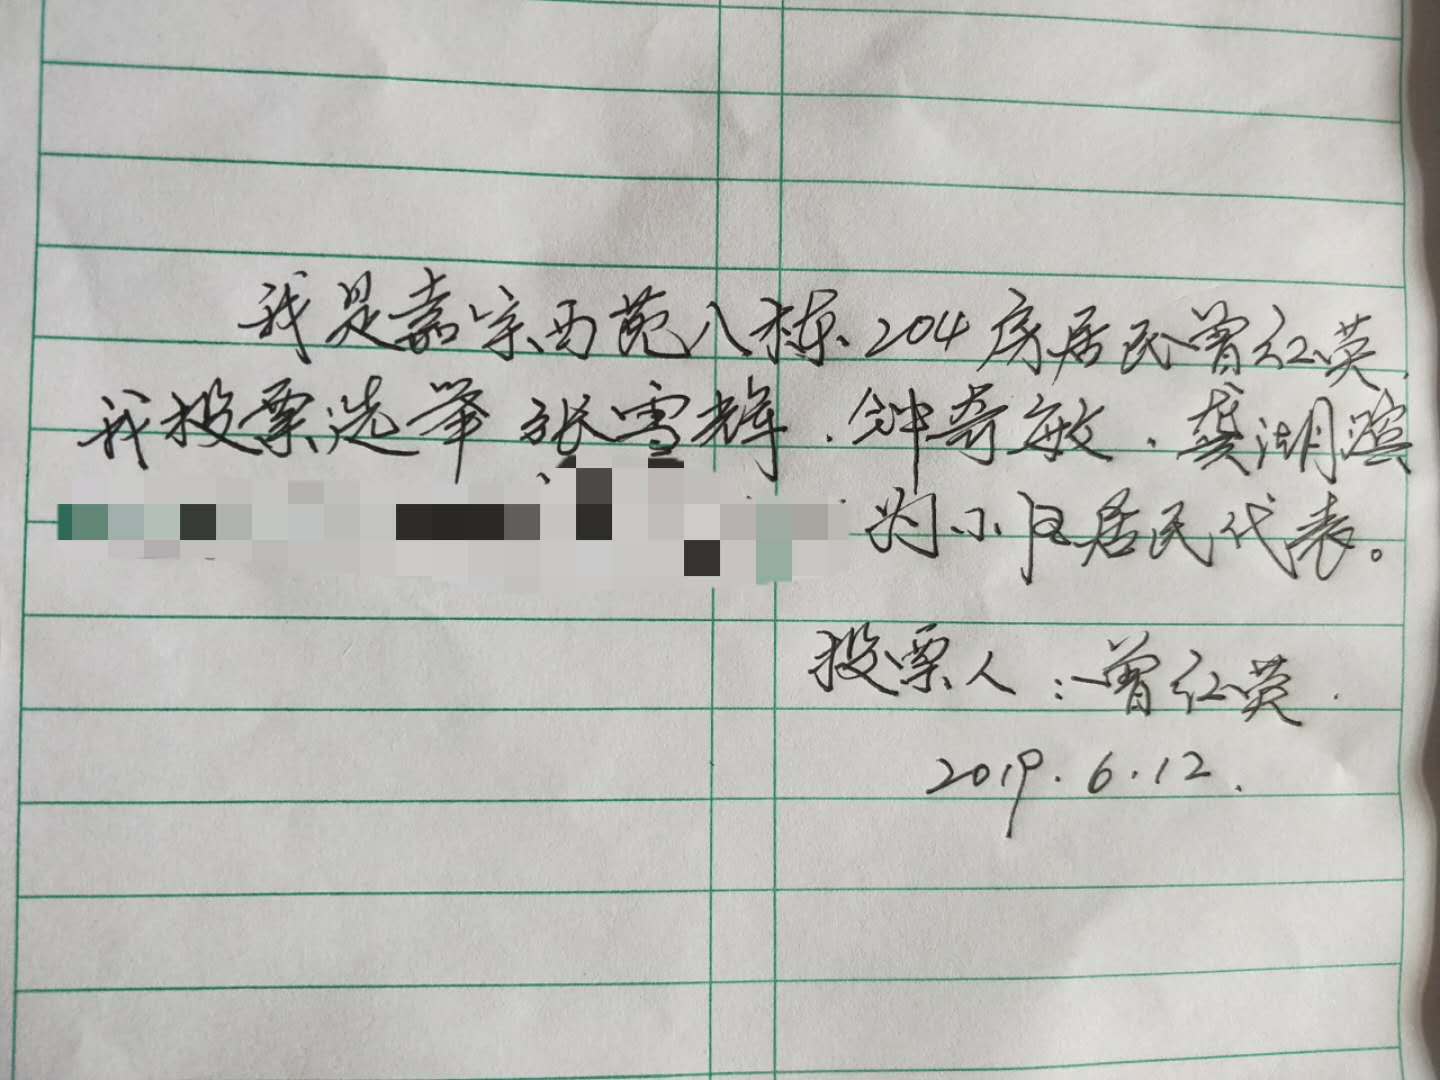 我是嘉宗西苑八栋204房居民曾红英
我投票选举张雪辉、钟奇敏、龚湖滨
为小区居民代表。
投票人:曾红英.
2019.6.12.